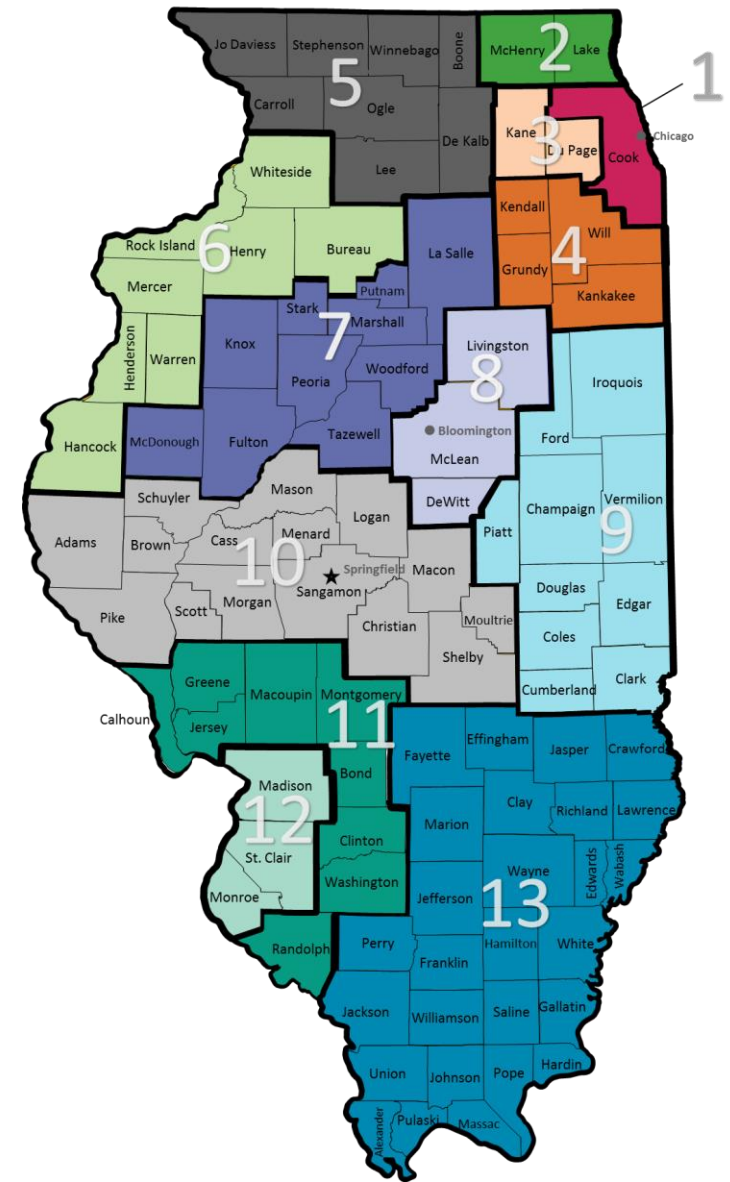 Jo Daviess
Stephenson
Winnebago
Boone
McHenry
Lake
2
1
5
Carroll
Ogle
De Kalb
Lee
Kane
3
Du Page
Cook
Chicago
Whiteside
Kendall
Will
4
Grundy
Kankakee
Rock Island
6
Henry
Bureau
La Salle
Mercer
Putnam
Stark
7
Marshall
Henderson
Warren
Knox
Peoria
Woodford
Livingston
8
Iroquois
Hancock
McDonough
Fulton
Tazewell
Bloomington
McLean
Ford
DeWitt
Schuyler
Mason
Logan
Champaign
Vermilion
9
Piatt
Adams
Brown
Cass
Menard
10
Springfield
Sangamon
Macon
Douglas
Edgar
Pike
Scott
Morgan
Christian
Moultrie
Coles
Shelby
Cumberland
Clark
Calhoun
Greene
Jersey
Macoupin
Montgomery
11
Fayette
Effingham
Jasper
Crawford
Bond
Madison
12
Clay
Richland
Lawrence
Marion
St. Clair
Clinton
Washington
Wayne
Edwards
Wabash
Monroe
Jefferson
13
Randolph
Perry
Hamilton
White
Franklin
Jackson
Williamson
Saline
Gallatin
Union
Johnson
Pope
Hardin
Alexander
Pulaski
Massac